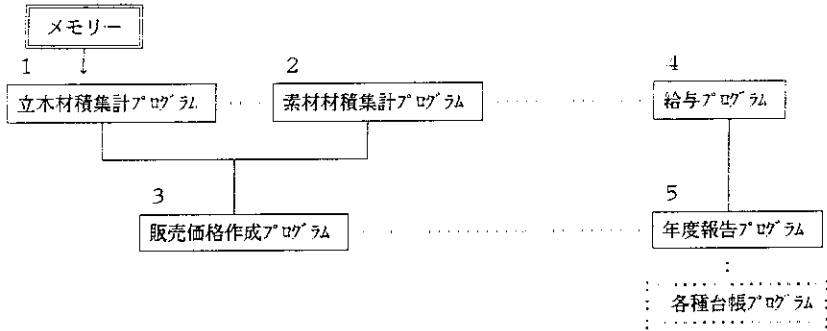 メモリー
1
立木材積集計プログラム
2
素材材積集計プログラム
4
給与プログラム
3
販売価格作成プログラム
5
年度報告プログラム
各種台帳プログラム